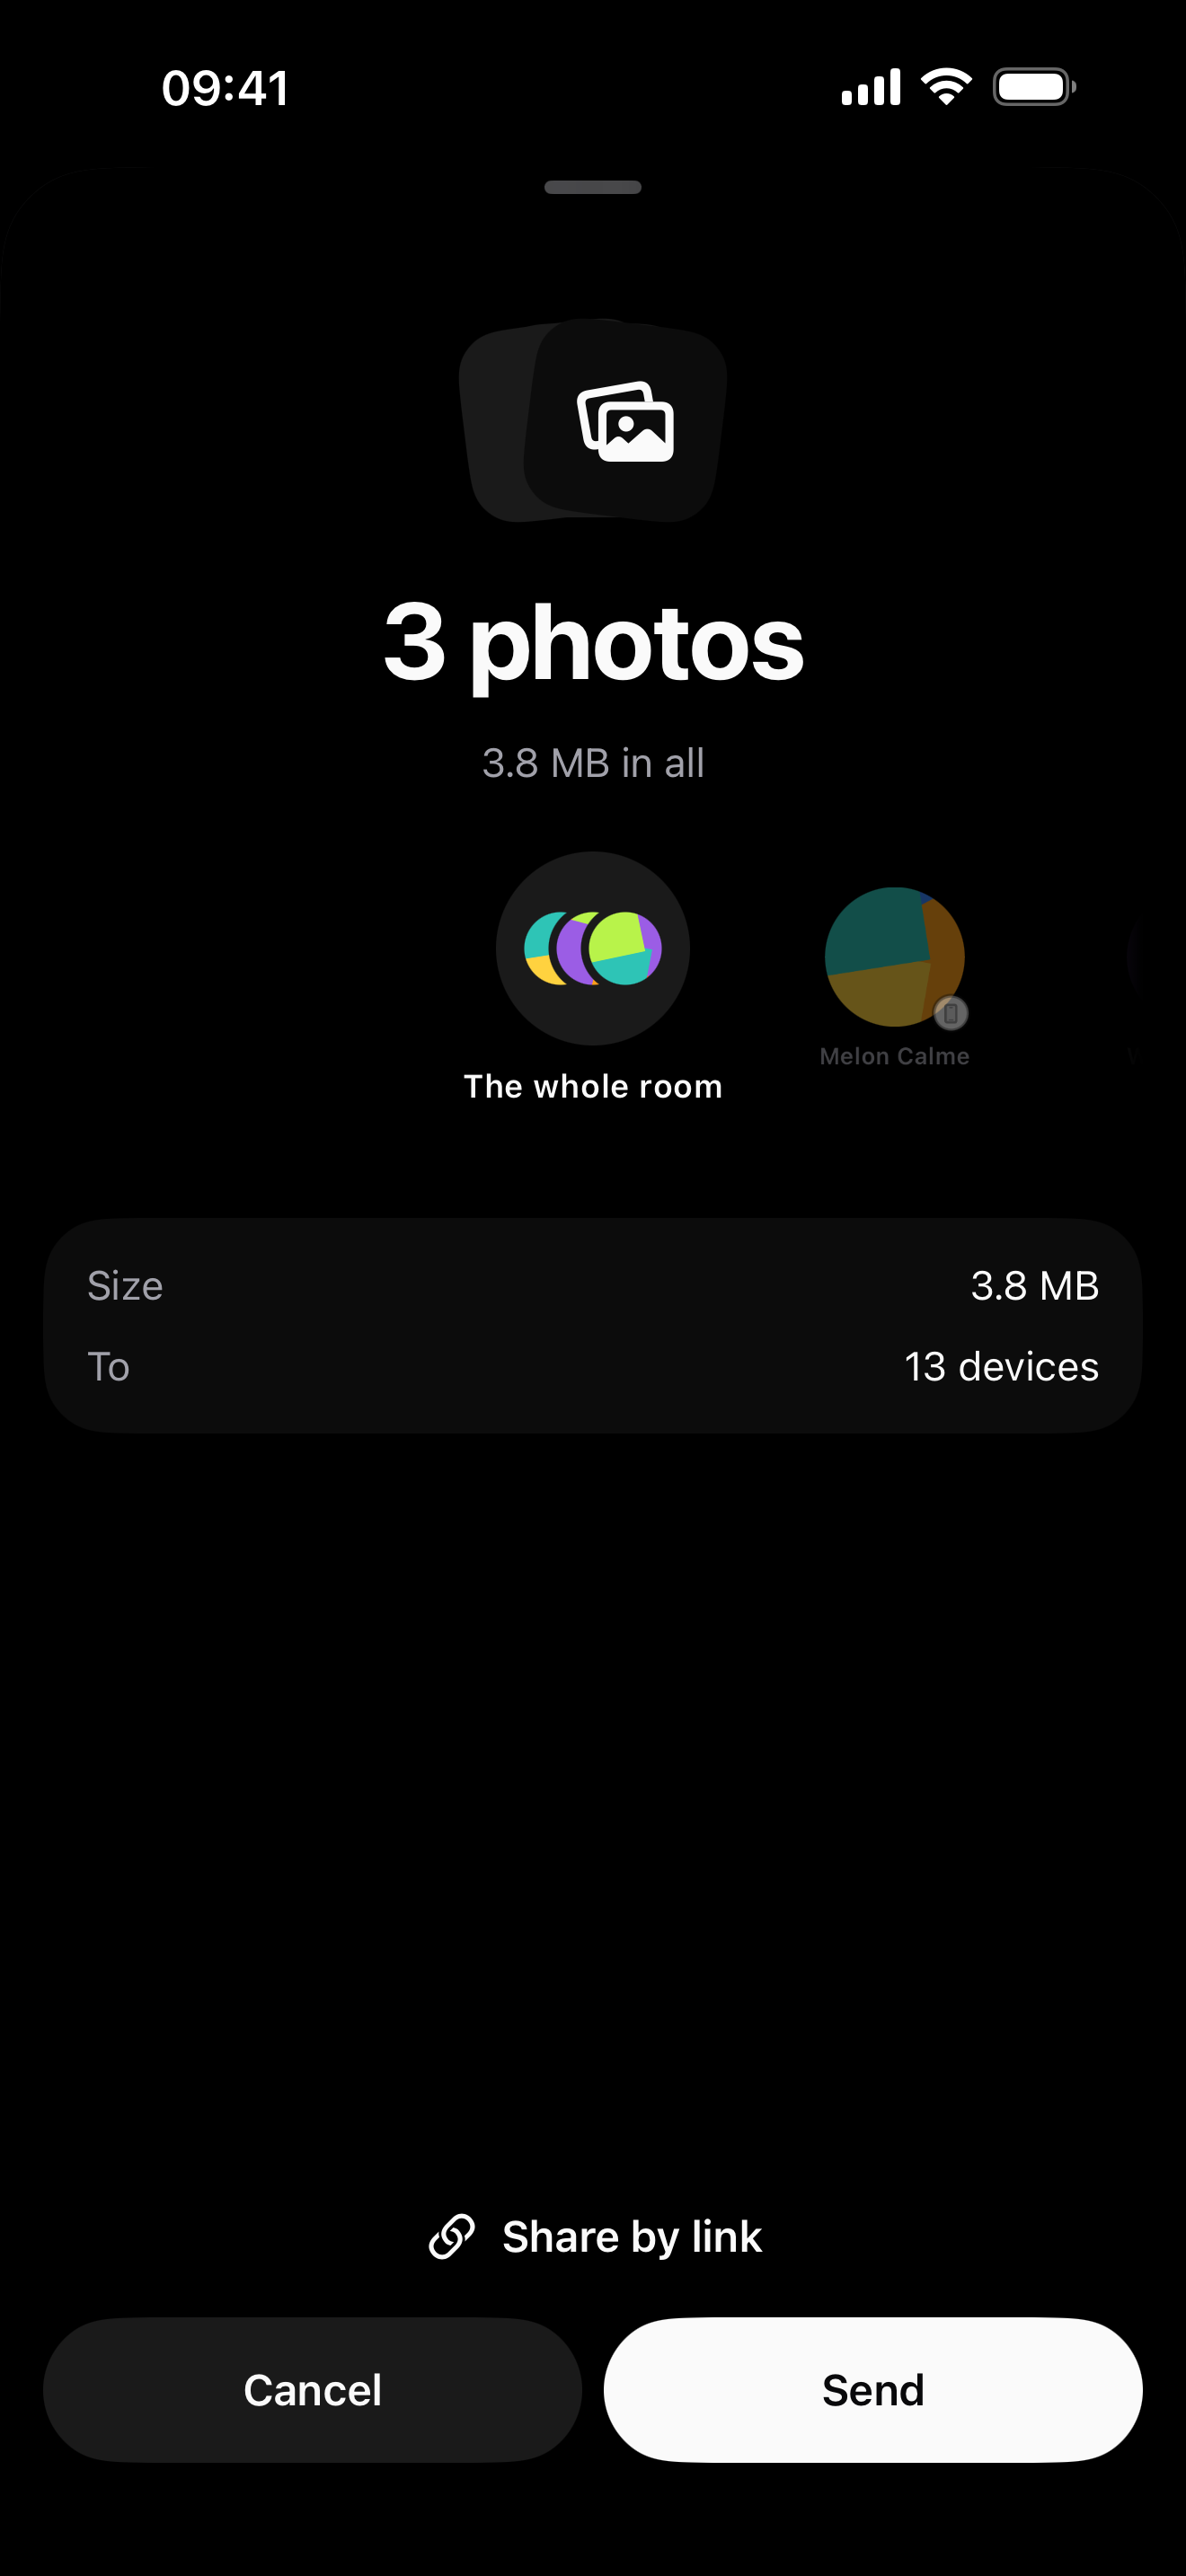 09:41
3 photos
3.8 MB in all
The whole room
Melon Calme
Size 3.8 MB
To 13 devices
Share by link
Cancel Send